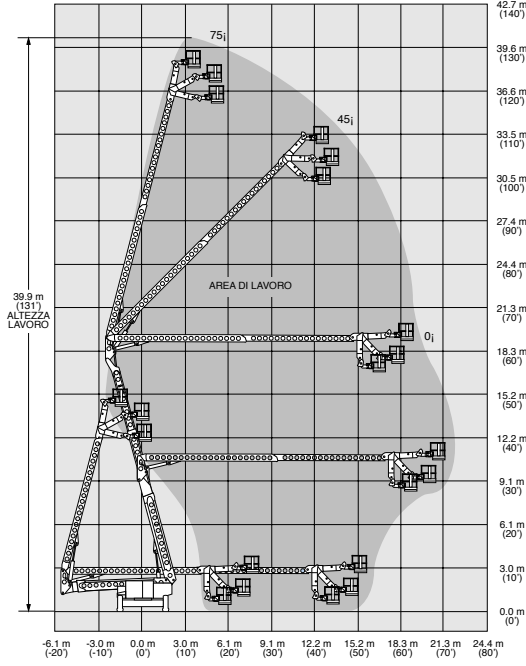 42.7 m
(140')
39.6 m
(130')
36.6 m
(120')
33.5 m
(110')
30.5 m
(100')
27.4 m
(90')
24.4 m
(80')
21.3 m
(70')
18.3 m
(60')
15.2 m
(50')
12.2 m
(40')
9.1 m
(30')
6.1 m
(20')
3.0 m
(10')
0.0 m
(0')
75¡
45¡
0¡
AREA DI LAVORO
39.9 m
(131')
ALTEZZA
LAVORO
-6.1 m -3.0 m 0.0 m 3.0 m 6.1 m 9.1 m 12.2 m 15.2 m 18.3 m 21.3 m 24.4 m
(-20') (-10') (0') (10') (20') (30') (40') (50') (60') (70') (80')